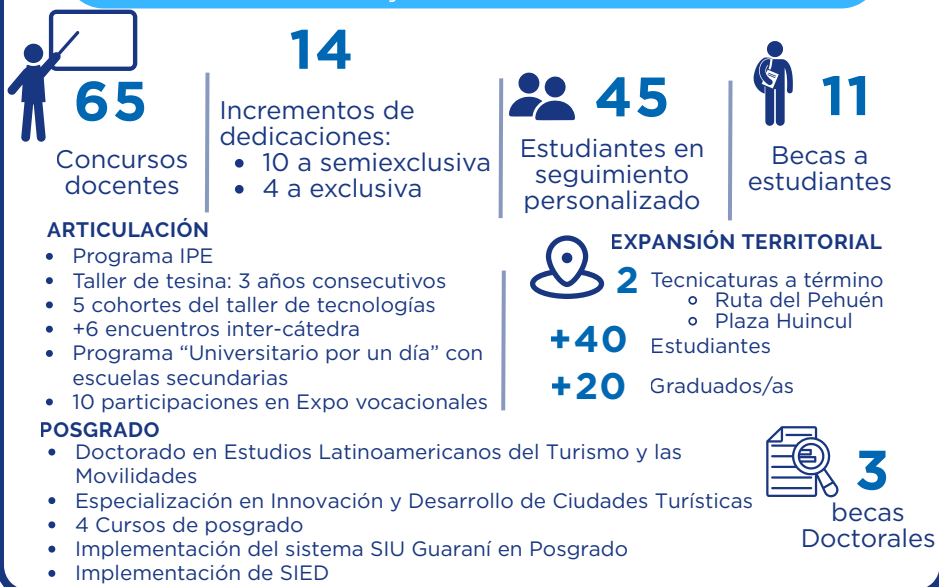 65
Concursos
docentes
14
Incrementos de
dedicaciones:
• 10 a semiexclusiva
• 4 a exclusiva
45
Estudiantes en
seguimiento
personalizado
11
Becas a
estudiantes
ARTICULACIÓN
• Programa IPE
• Taller de tesina: 3 años consecutivos
• 5 cohortes del taller de tecnologías
• +6 encuentros inter-cátedra
• Programa “Universitario por un día” con
escuelas secundarias
• 10 participaciones en Expo vocacionales
EXPANSIÓN TERRITORIAL
2 Tecnicaturas a término
Ruta del Pehuén
Plaza Huincul
+40 Estudiantes
+20 Graduados/as
POSGRADO
• Doctorado en Estudios Latinoamericanos del Turismo y las
Movilidades
• Especialización en Innovación y Desarrollo de Ciudades Turísticas
• 4 Cursos de posgrado
• Implementación del sistema SIU Guaraní en Posgrado
• Implementación de SIED
3
becas
Doctorales